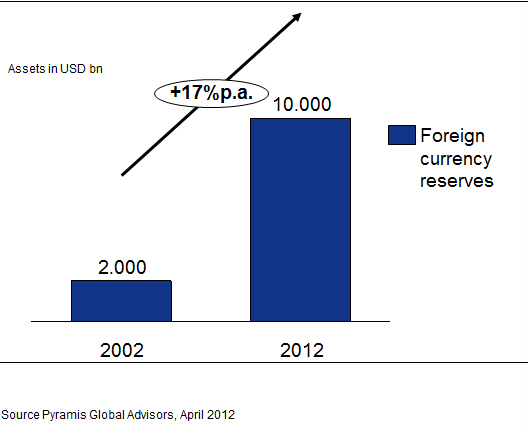 Assets in USD bn
+17%p.a.
10.000
Foreign
currency
reserves
2.000
2002
2012
Source Pyramis Global Advisors, April 2012